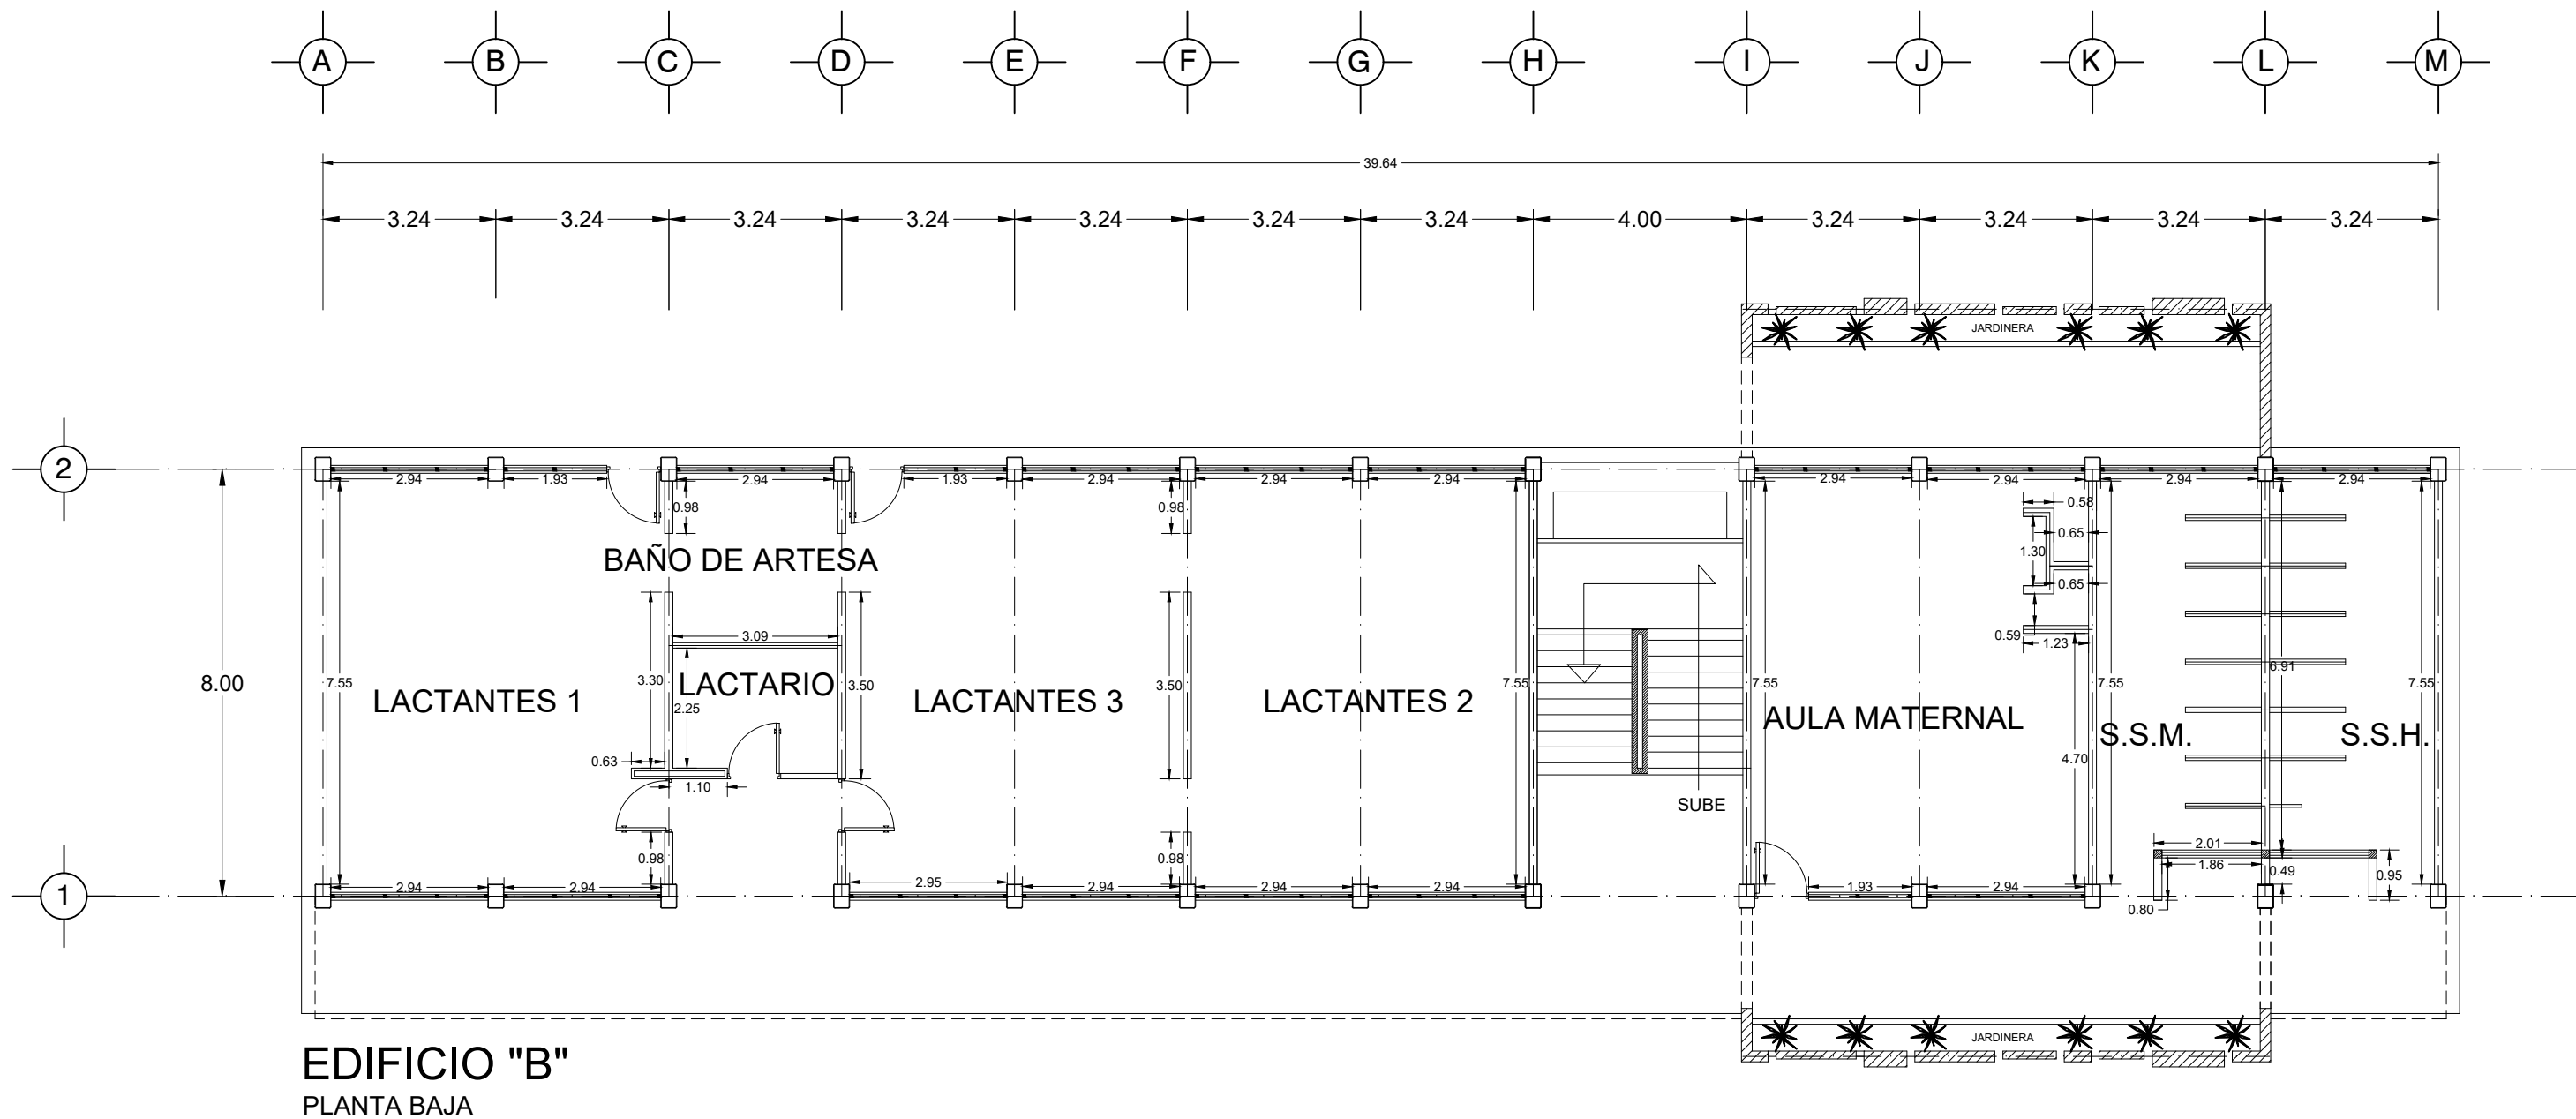 A B C D E F G H I J K L M
39.64
3.24 3.24 3.24 3.24 3.24 3.24 3.24 4.00 3.24 3.24 3.24 3.24
JARDINERA
2
2.94 1.93 2.94 1.93 2.94 2.94 2.94 2.94 2.94 2.94 2.94
0.98 0.98 0.58
0.65
BAÑO DE ARTESA 1.30
0.65
3.09 0.59 1.23
8.00 7.55 3.30 LACTARIO 3.50 3.50 7.55 7.55 7.55 6.91 7.55
LACTANTES 1 2.25 LACTANTES 3 LACTANTES 2 AULA MATERNAL S.S.M. S.S.H.
0.63 4.70
1.10 SUBE
0.98 0.98 2.01
1.86 0.49 0.95
2.94 2.94 2.95 2.94 2.94 2.94 1.93 2.94
1
0.80
JARDINERA
EDIFICIO "B"
PLANTA BAJA